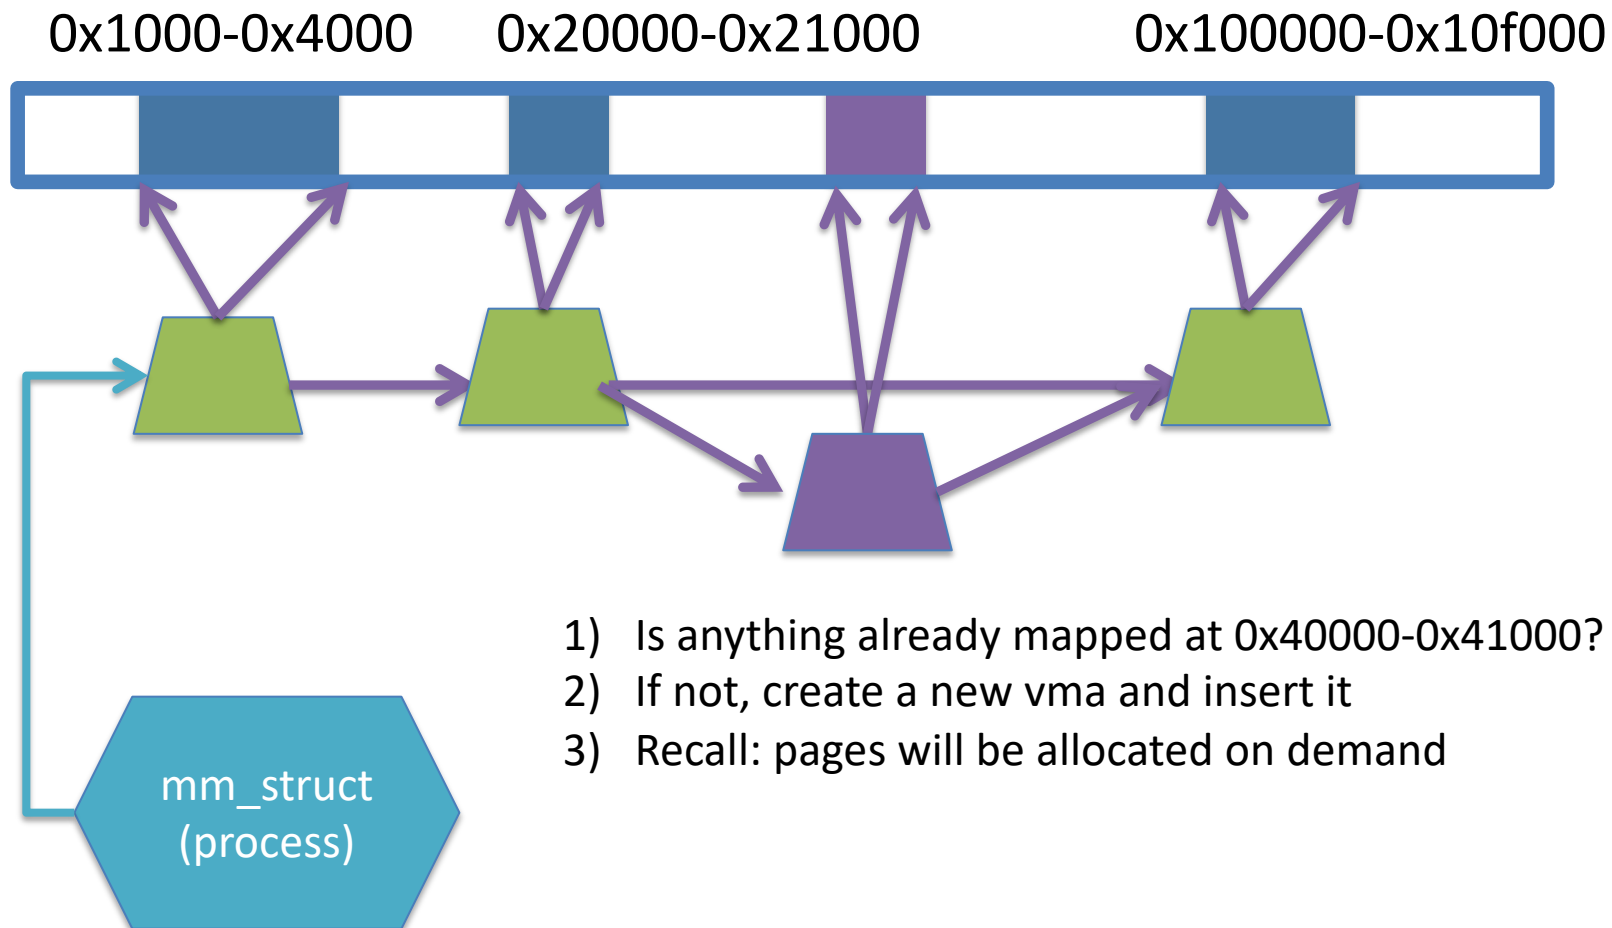 0x1000-0x4000 0x20000-0x21000 0x100000-0x10f000
1) Is anything already mapped at 0x40000-0x41000?
2) If not, create a new vma and insert it
3) Recall: pages will be allocated on demand
mm_struct
(process)